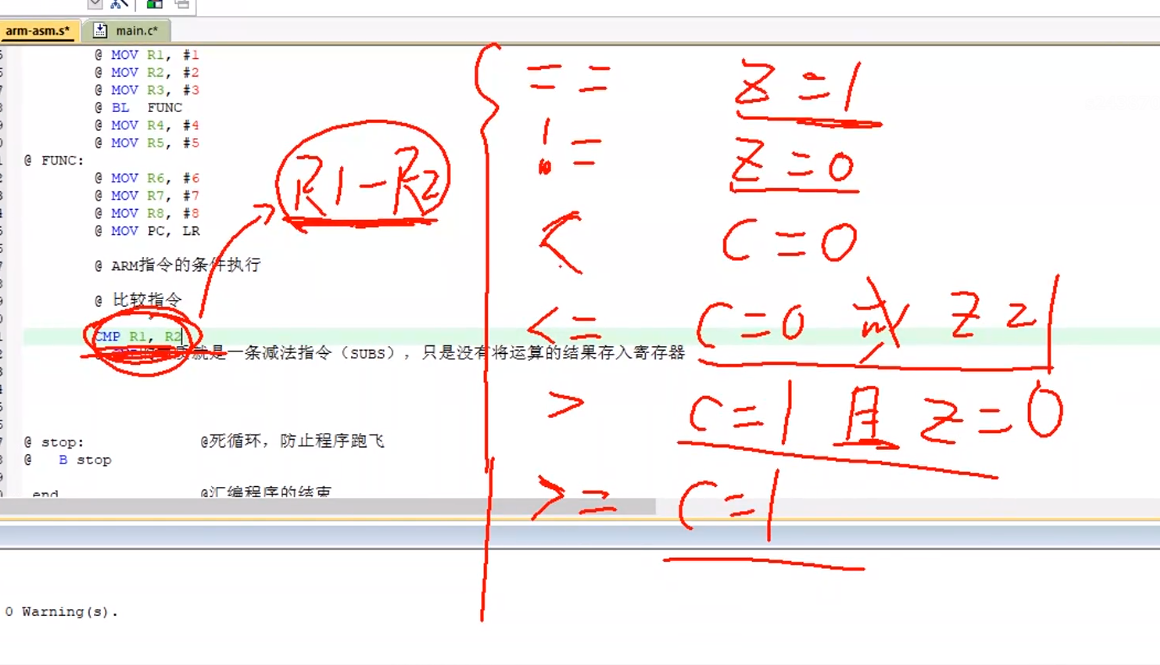 arm-asm.s* main.c*
@ MOV R1, #1
@ MOV R2, #2
@ MOV R3, #3
@ BL FUNC
@ MOV R4, #4
@ MOV R5, #5
@ FUNC:
@ MOV R6, #6
@ MOV R7, #7
@ MOV R8, #8
@ MOV PC, LR
@ ARM指令的条件执行
@ 比较指令
CMP R1, R2
就是一条减法指令（SUBS），只是没有将运算的结果存入寄存器
@ stop: @死循环，防止程序跑飞
@ B stop
.end @汇编程序的结束
0 Warning(s).
R1-R2
== Z=1
!= Z=0
< C=0
<= C=0 或 Z=1
> C=1 且 Z=0
>= C=1